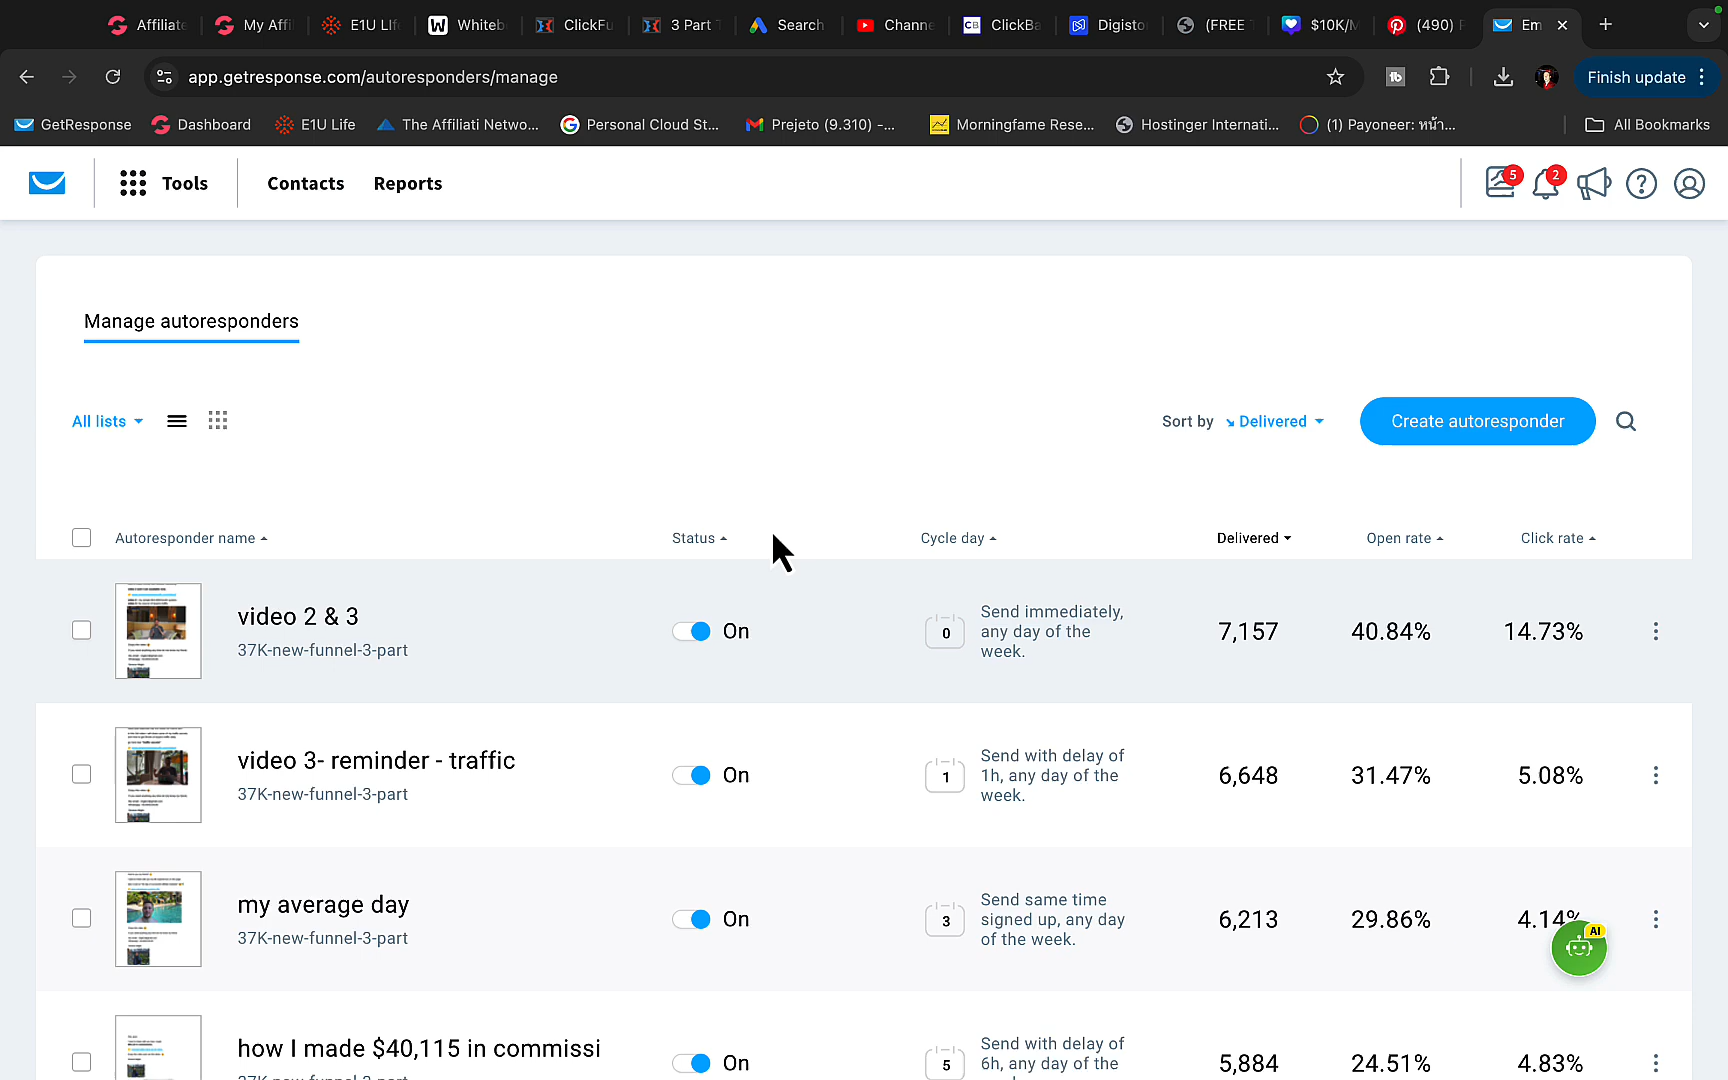 Affiliate My Affi E1U Life Whitebo ClickFu 3 Part Search Channe CB ClickBa Digisto (FREE $10K/M (490) Em
app.getresponse.com/autoresponders/manage
Finish update
GetResponse Dashboard E1U Life The Affiliati Netwo... Personal Cloud St... Prejeto (9.310) -... Morningfame Rese... Hostinger Internati... (1) Payoneer: หน้า... All Bookmarks
Tools Contacts Reports 5 2
Manage autoresponders
All lists Sort by Delivered Create autoresponder
Autoresponder name Status Cycle day Delivered Open rate Click rate
video 2 & 3
37K-new-funnel-3-part
On
0
Send immediately,
any day of the
week.
7,157 40.84% 14.73%
video 3- reminder - traffic
37K-new-funnel-3-part
On
1
Send with delay of
1h, any day of the
week.
6,648 31.47% 5.08%
my average day
37K-new-funnel-3-part
On
3
Send same time
signed up, any day
of the week.
6,213 29.86% 4.14%
AI
how I made $40,115 in commissi
On
5
Send with delay of
6h, any day of the
5,884 24.51% 4.83%